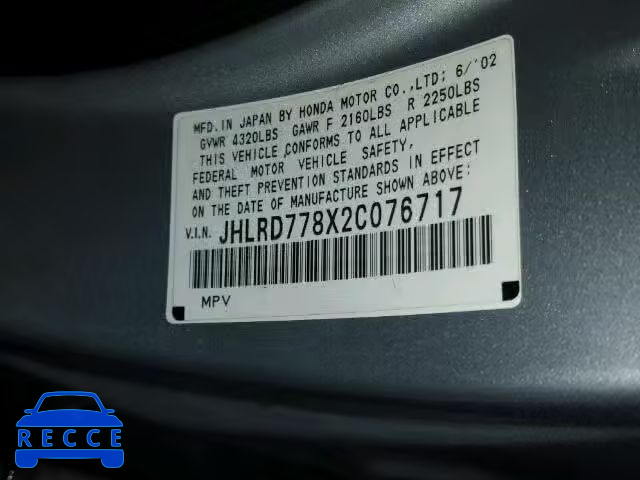 MFD.IN JAPAN BY HONDA MOTOR CO.,LTD: 6/'02
GVWR 4320LBS GAWR F 2160LBS R 2250LBS
THIS VEHICLE CONFORMS TO ALL APPLICABLE
FEDERAL MOTOR VEHICLE SAFETY,
AND THEFT PREVENTION STANDARDS IN EFFECT
ON THE DATE OF MANUFACTURE SHOWN ABOVE:
V.I.N. JHLRD778X2C076717
MPV
RECCE